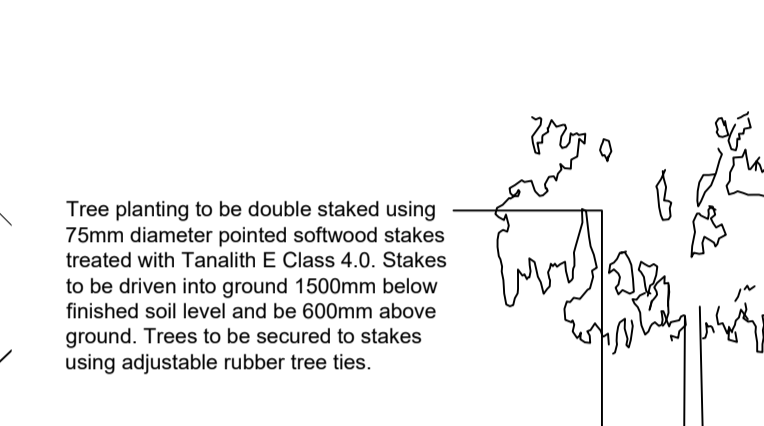 Tree planting to be double staked using
75mm diameter pointed softwood stakes
treated with Tanalith E Class 4.0. Stakes
to be driven into ground 1500mm below
finished soil level and be 600mm above
ground. Trees to be secured to stakes
using adjustable rubber tree ties.